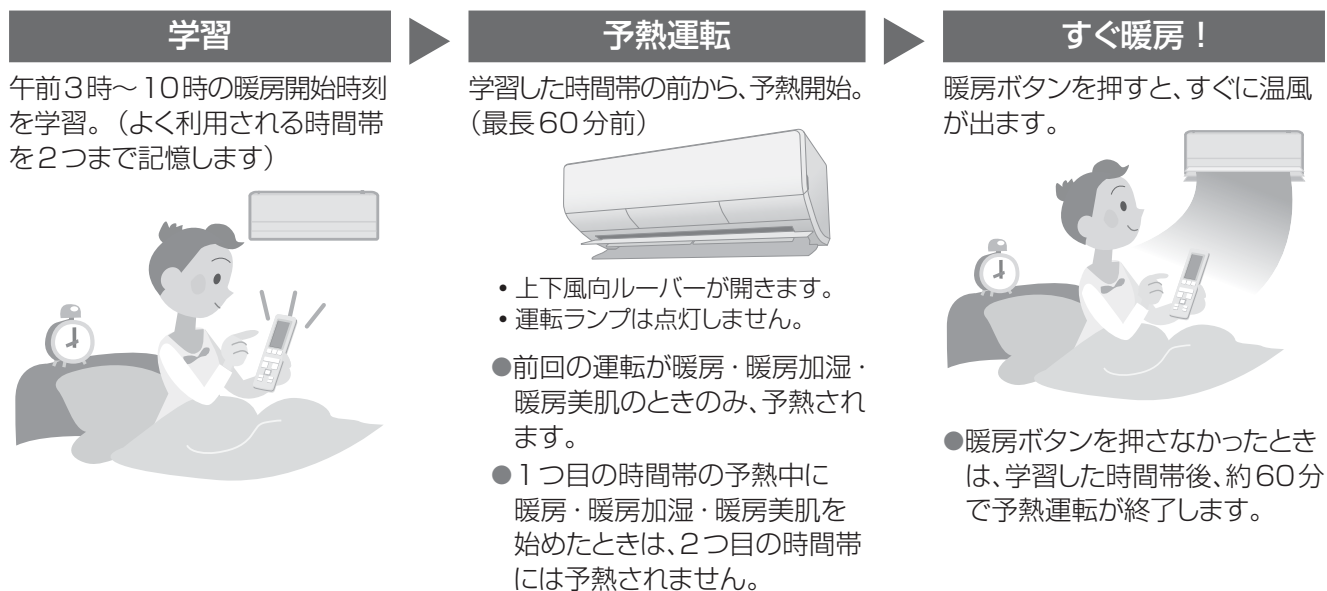 学習
午前3時～10時の暖房開始時刻
を学習。（よく利用される時間帯
を2つまで記憶します）
予熱運転
学習した時間帯の前から、予熱開始。
（最長60分前）
• 上下風向ルーバーが開きます。
• 運転ランプは点灯しません。
●前回の運転が暖房・暖房加湿・
暖房美肌のときのみ、予熱され
ます。
●1つ目の時間帯の予熱中に
暖房・暖房加湿・暖房美肌を
始めたときは、2つ目の時間帯
には予熱されません。
すぐ暖房！
暖房ボタンを押すと、すぐに温風
が出ます。
●暖房ボタンを押さなかったとき
は、学習した時間帯後、約60分
で予熱運転が終了します。